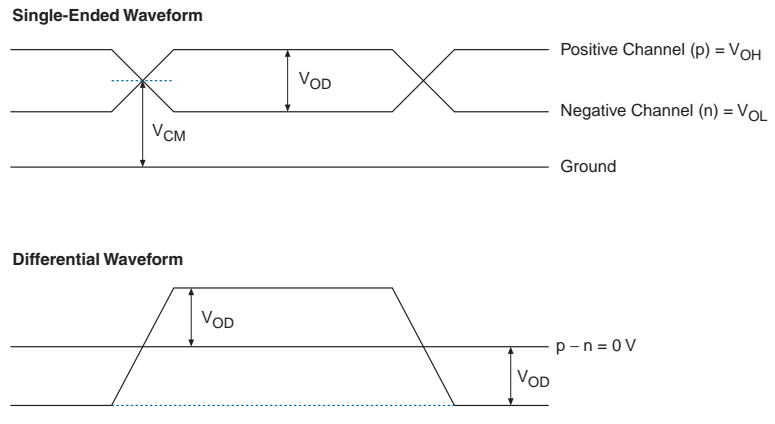 Single-Ended Waveform
Positive Channel (p) = VOH
VOD
Negative Channel (n) = VOL
VCM
Ground
Differential Waveform
VOD
p – n = 0 V
VOD